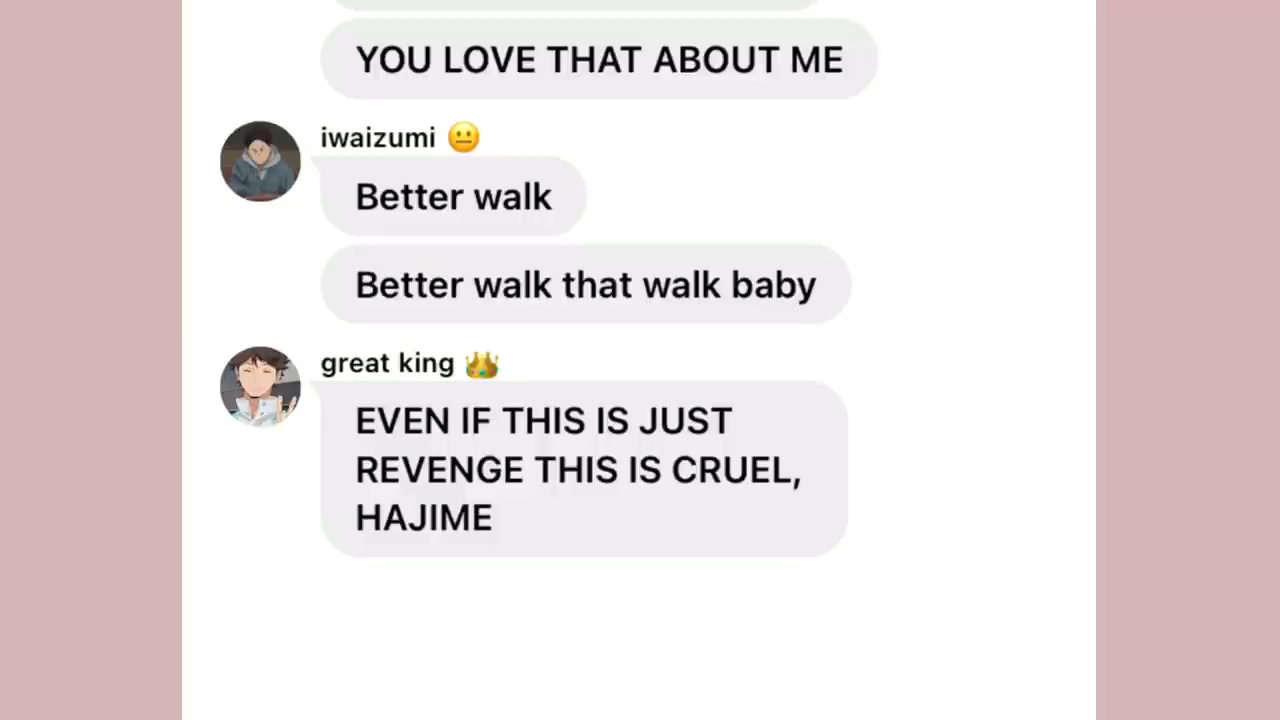 YOU LOVE THAT ABOUT ME
iwaizumi 😐
Better walk
Better walk that walk baby
great king 👑
EVEN IF THIS IS JUST
REVENGE THIS IS CRUEL,
HAJIME